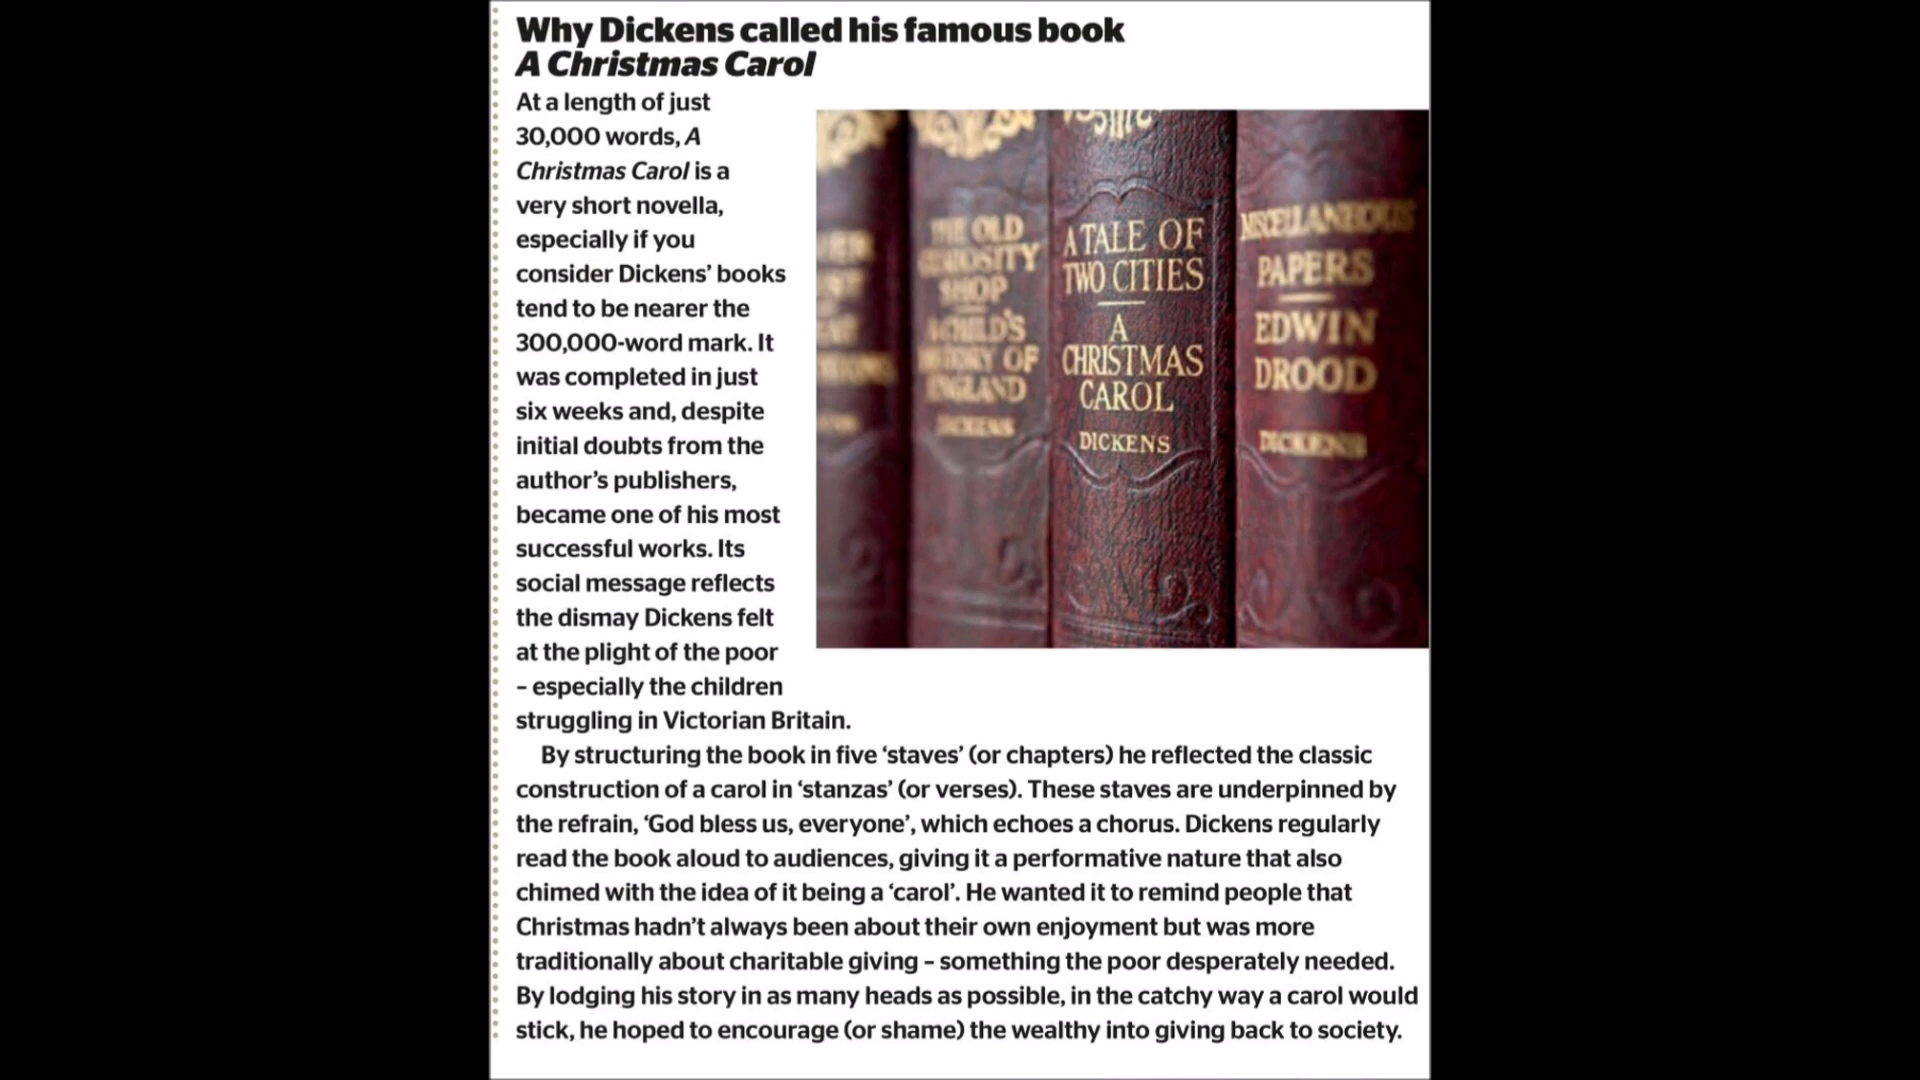 Why Dickens called his famous book
A Christmas Carol
At a length of just
30,000 words, A
Christmas Carol is a
very short novella,
especially if you
consider Dickens’ books
tend to be nearer the
300,000-word mark. It
was completed in just
six weeks and, despite
initial doubts from the
author’s publishers,
became one of his most
successful works. Its
social message reflects
the dismay Dickens felt
at the plight of the poor
– especially the children
struggling in Victorian Britain.
By structuring the book in five ‘staves’ (or chapters) he reflected the classic
construction of a carol in ‘stanzas’ (or verses). These staves are underpinned by
the refrain, ‘God bless us, everyone’, which echoes a chorus. Dickens regularly
read the book aloud to audiences, giving it a performative nature that also
chimed with the idea of it being a ‘carol’. He wanted it to remind people that
Christmas hadn’t always been about their own enjoyment but was more
traditionally about charitable giving – something the poor desperately needed.
By lodging his story in as many heads as possible, in the catchy way a carol would
stick, he hoped to encourage (or shame) the wealthy into giving back to society.
THE OLD
CURIOSITY
SHOP
A CHILD'S
HISTORY OF
ENGLAND
DICKENS
A TALE OF
TWO CITIES
A
CHRISTMAS
CAROL
DICKENS
MISCELLANEOUS
PAPERS
EDWIN
DROOD
DICKENS